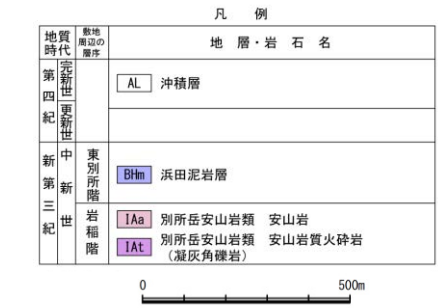 凡 例
地質時代
敷地周辺の層序
地 層・岩 石 名
第四紀
完新世
AL 沖積層
更新世
新第三紀
中新世
東別所階
BHm 浜田泥岩層
岩稲階
IAa 別所岳安山岩類 安山岩
IAt 別所岳安山岩類 安山岩質火砕岩
(凝灰角礫岩)
0 500m